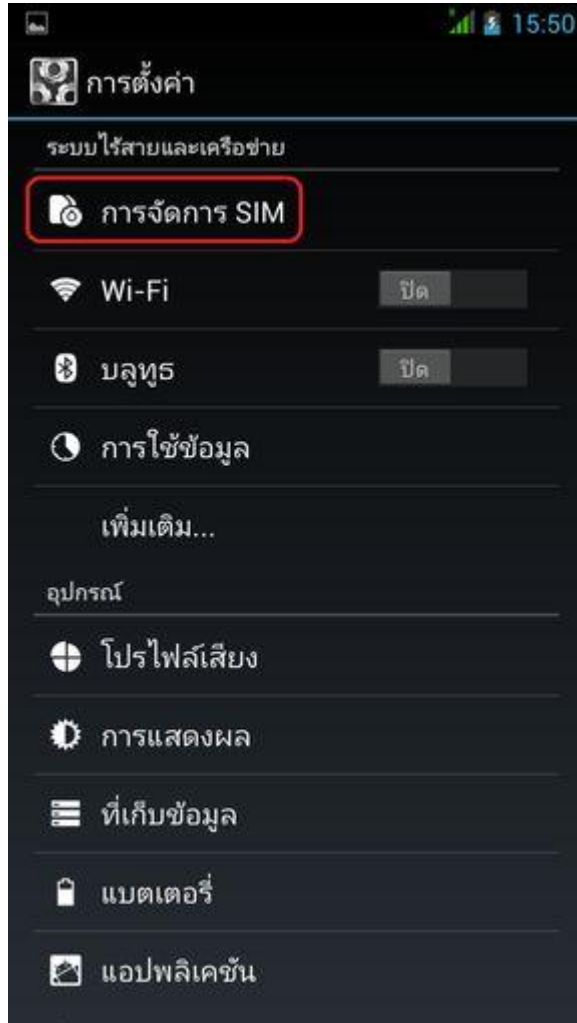 15:50
การตั้งค่า
ระบบไร้สายและเครือข่าย
การจัดการ SIM
Wi-Fi ปิด
บลูทูธ ปิด
การใช้ข้อมูล
เพิ่มเติม...
อุปกรณ์
โปรไฟล์เสียง
การแสดงผล
ที่เก็บข้อมูล
แบตเตอรี่
แอปพลิเคชัน